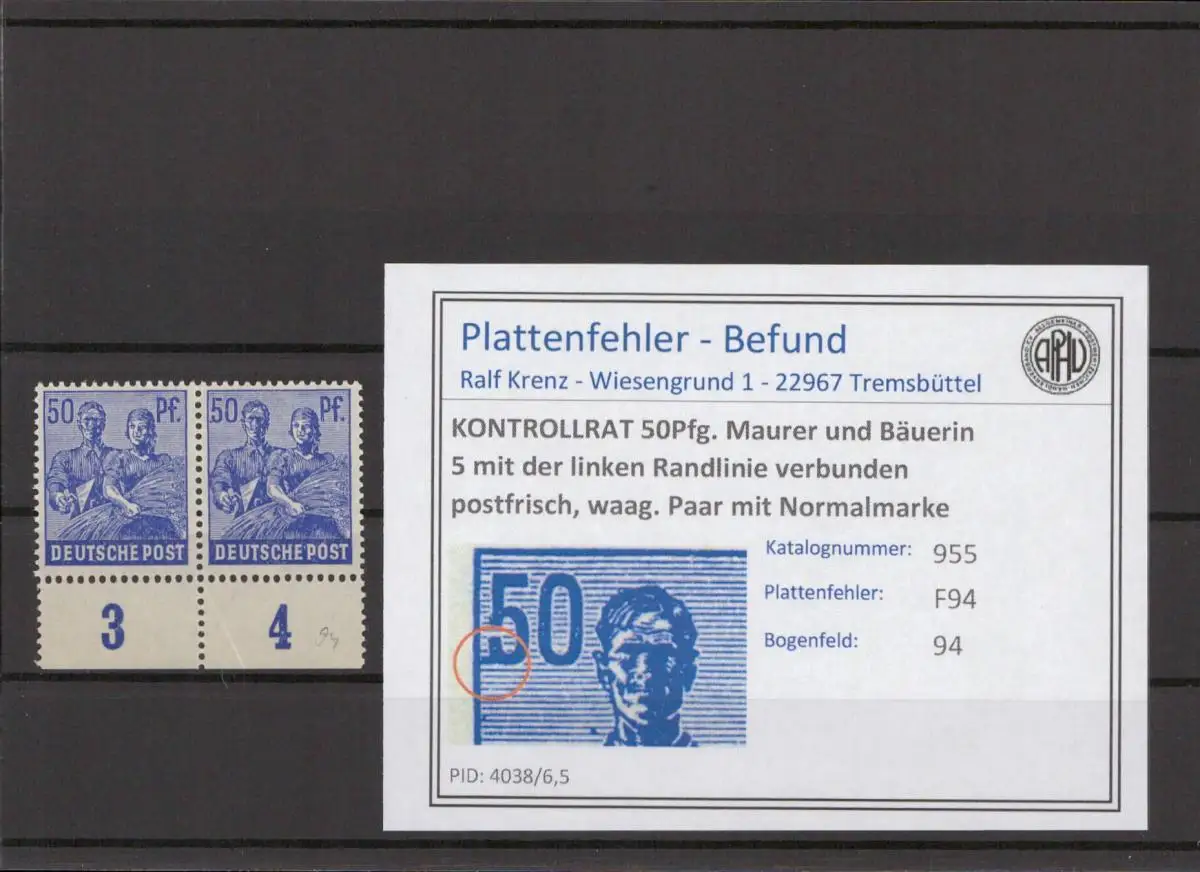 50 Pf. 50 Pf.
DEUTSCHE POST DEUTSCHE POST
3 4 94
Plattenfehler - Befund
Ralf Krenz - Wiesengrund 1 - 22967 Tremsbüttel
APHV
KONTROLLRAT 50Pfg. Maurer und Bäuerin
5 mit der linken Randlinie verbunden
postfrisch, waag. Paar mit Normalmarke
50
Katalognummer: 955
Plattenfehler: F94
Bogenfeld: 94
PID: 4038/6,5